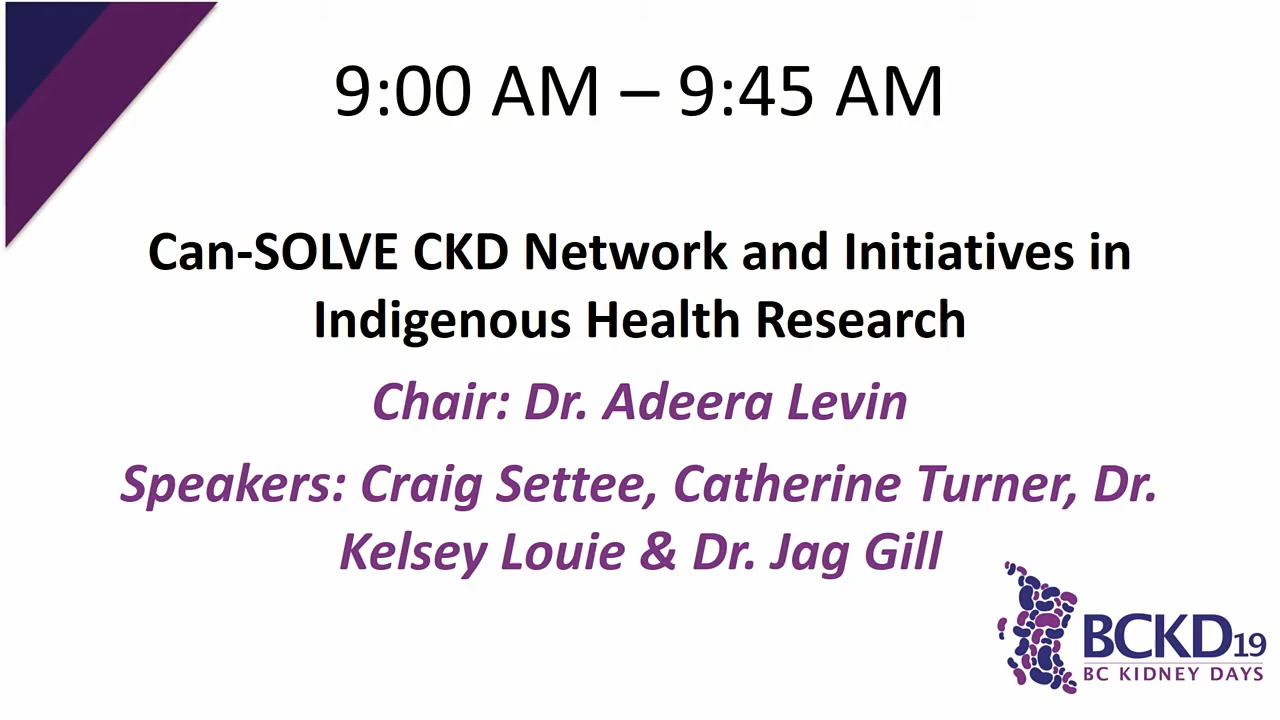 9:00 AM – 9:45 AM
Can-SOLVE CKD Network and Initiatives in
Indigenous Health Research
Chair: Dr. Adeera Levin
Speakers: Craig Settee, Catherine Turner, Dr.
Kelsey Louie & Dr. Jag Gill
BCKD19
BC KIDNEY DAYS